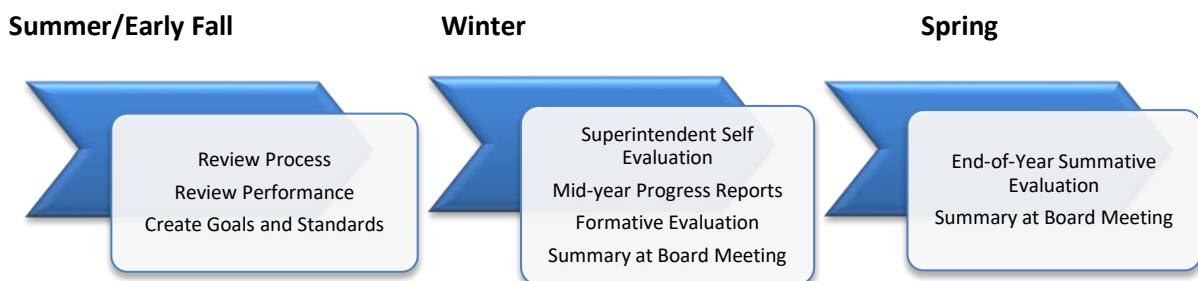 Summer/Early Fall
Winter
Spring
Review Process
Review Performance
Create Goals and Standards
Superintendent Self
Evaluation
Mid-year Progress Reports
Formative Evaluation
Summary at Board Meeting
End-of-Year Summative
Evaluation
Summary at Board Meeting